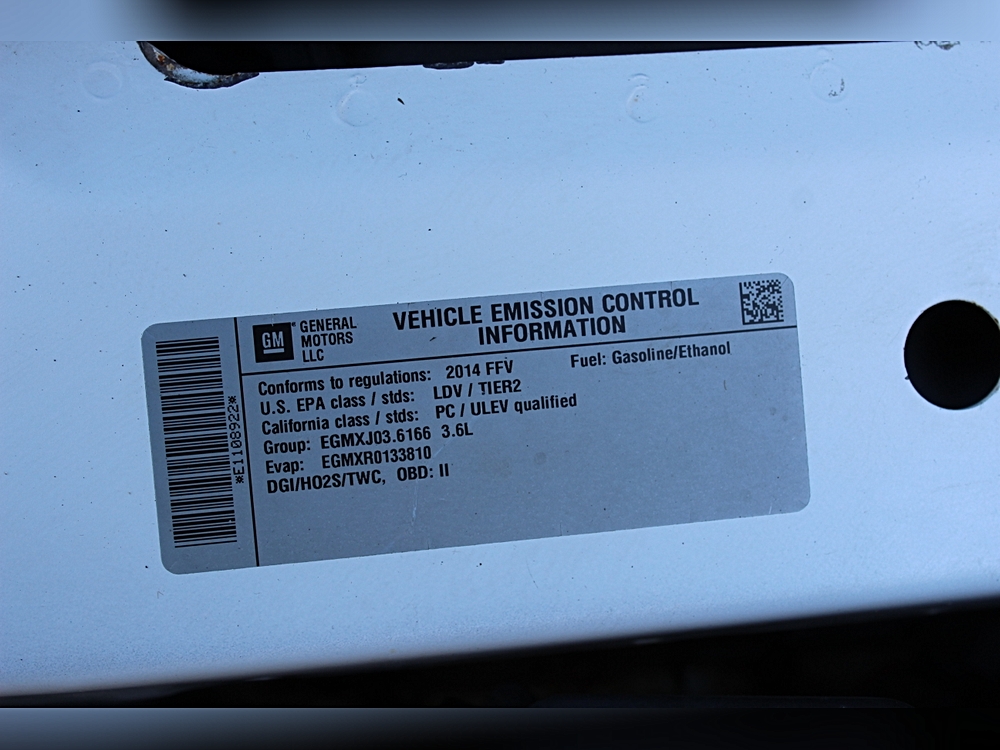 GM
GENERAL
MOTORS
LLC
VEHICLE EMISSION CONTROL
INFORMATION
Conforms to regulations: 2014 FFV Fuel: Gasoline/Ethanol
U.S. EPA class / stds: LDV / TIER2
California class / stds: PC / ULEV qualified
Group: EGMXJ03.6166 3.6L
Evap: EGMXR0133810
DGI/HO2S/TWC, OBD: II
*E1108922*